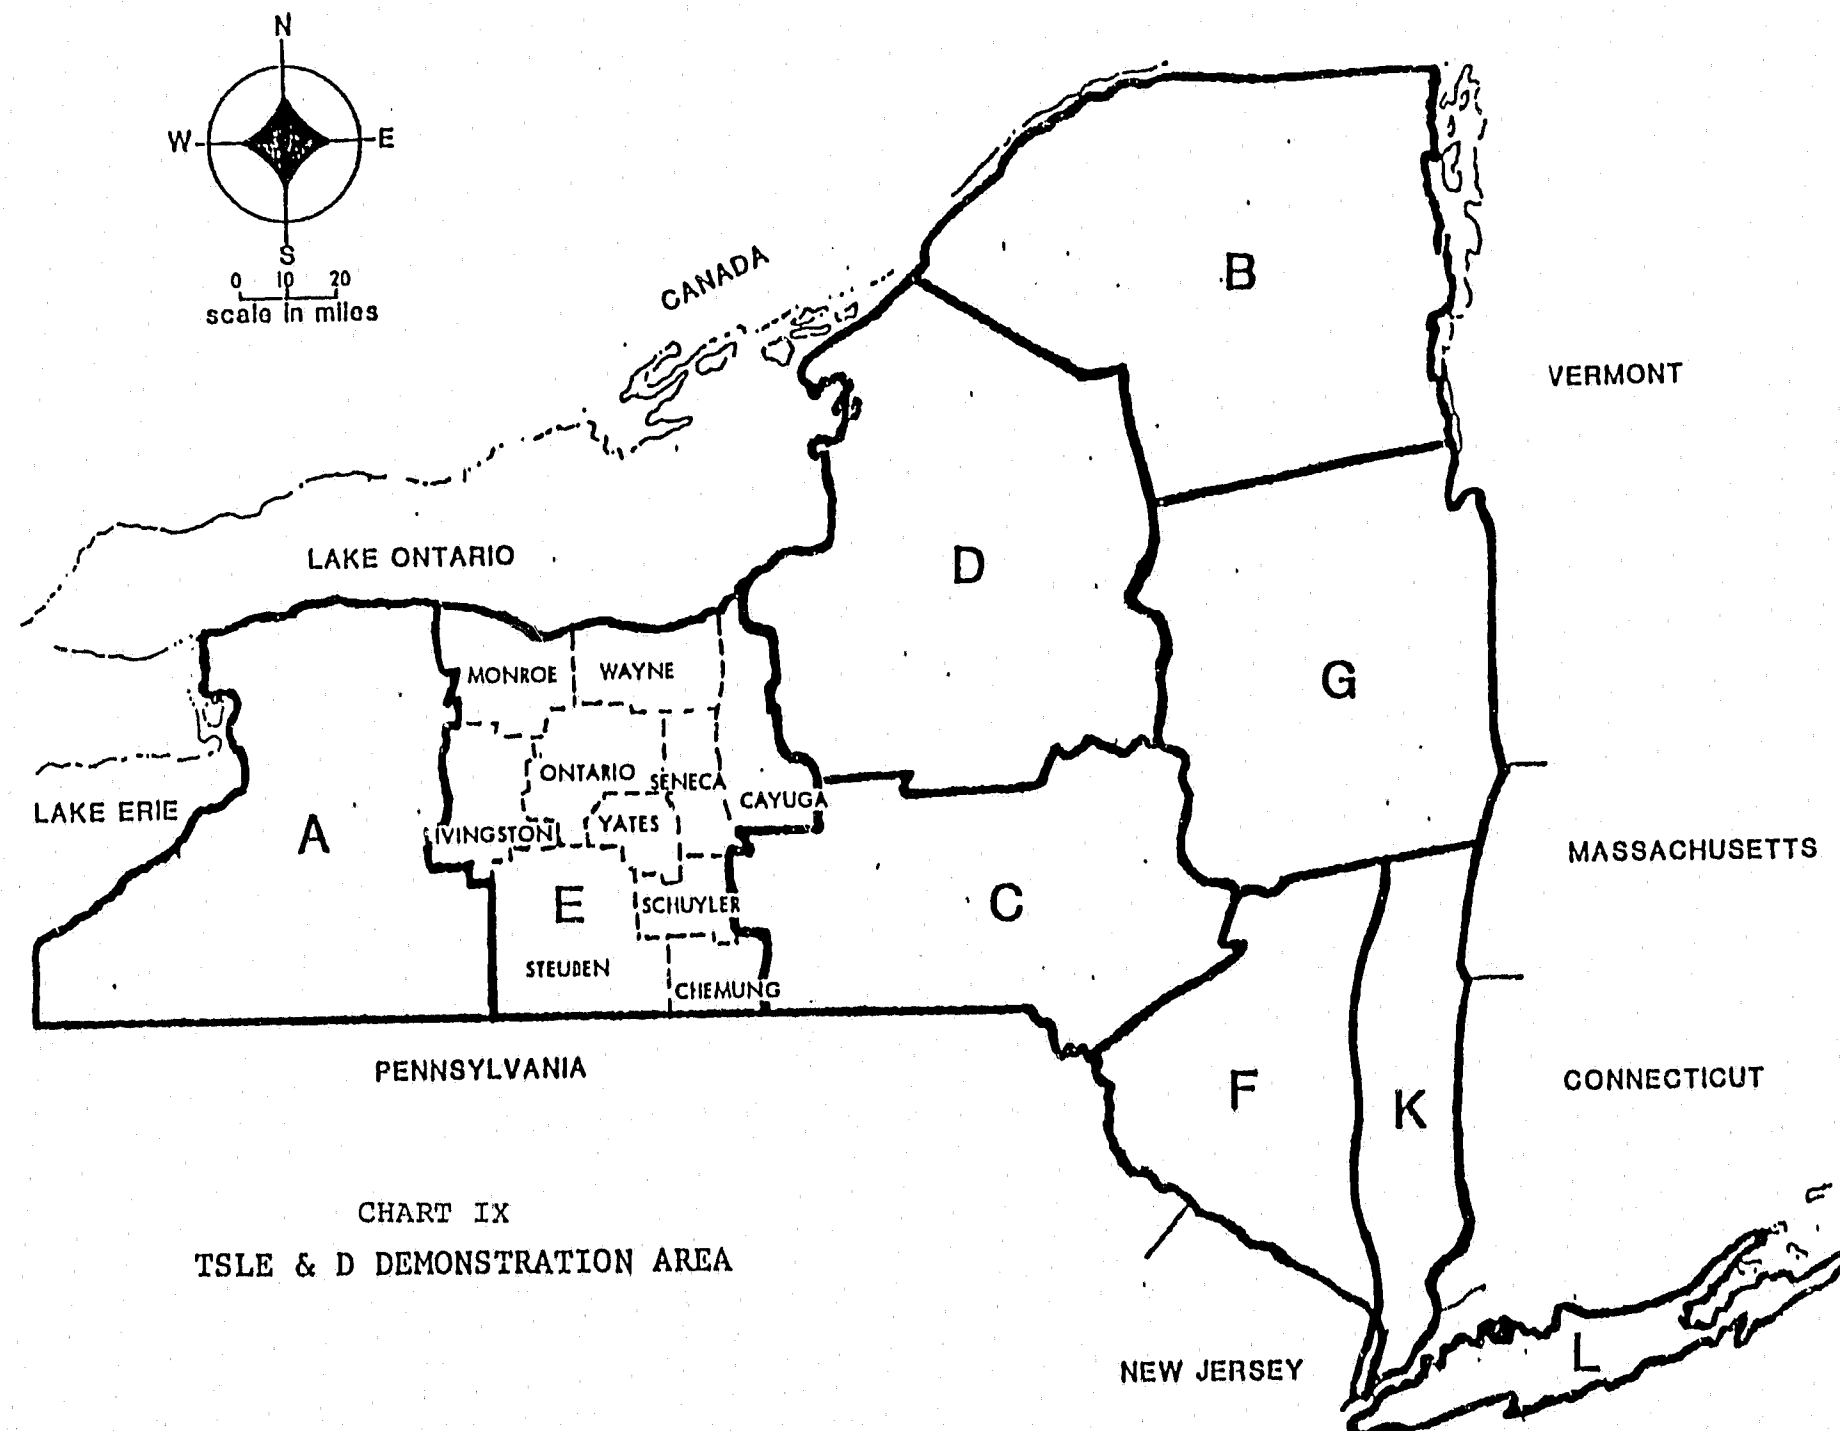 N
W E
S
0 10 20
scale in miles
CANADA
B
VERMONT
LAKE ONTARIO
D
MONROE WAYNE
G
ONTARIO SENECA
CAYUGA
LAKE ERIE
A
IVINGSTON YATES
MASSACHUSETTS
E
SCHUYLER
C
STEUBEN
CHEMUNG
PENNSYLVANIA
F
K
CONNECTICUT
CHART IX
TSLE & D DEMONSTRATION AREA
NEW JERSEY
L